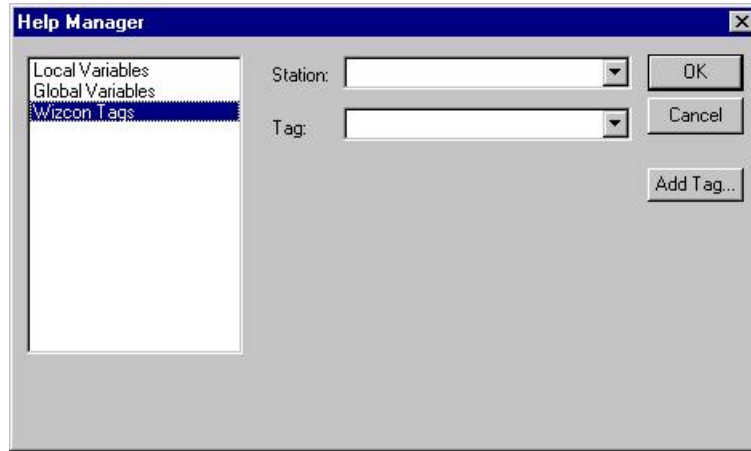 Help Manager
Local Variables
Global Variables
Wizcon Tags
Station:
Tag:
OK
Cancel
Add Tag...